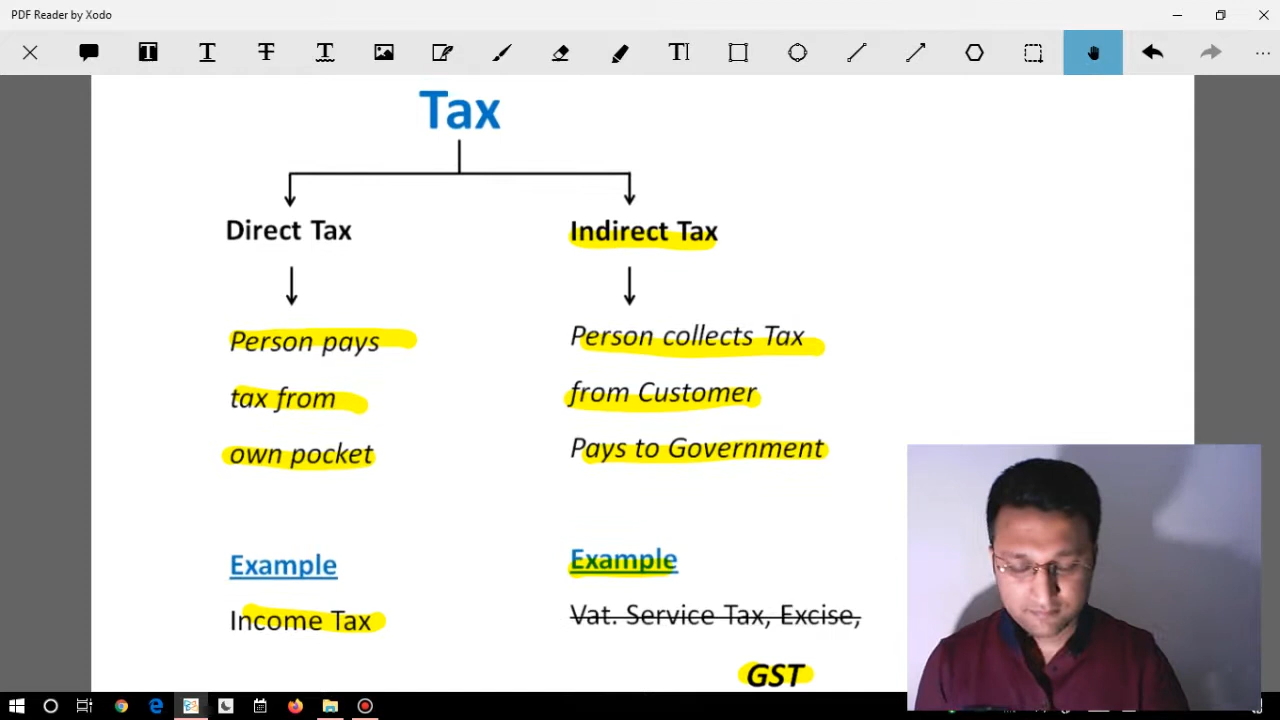 PDF Reader by Xodo
Tax
Direct Tax
Indirect Tax
Person pays
tax from
own pocket
Person collects Tax
from Customer
Pays to Government
Example
Income Tax
Example
Vat. Service Tax, Excise,
GST